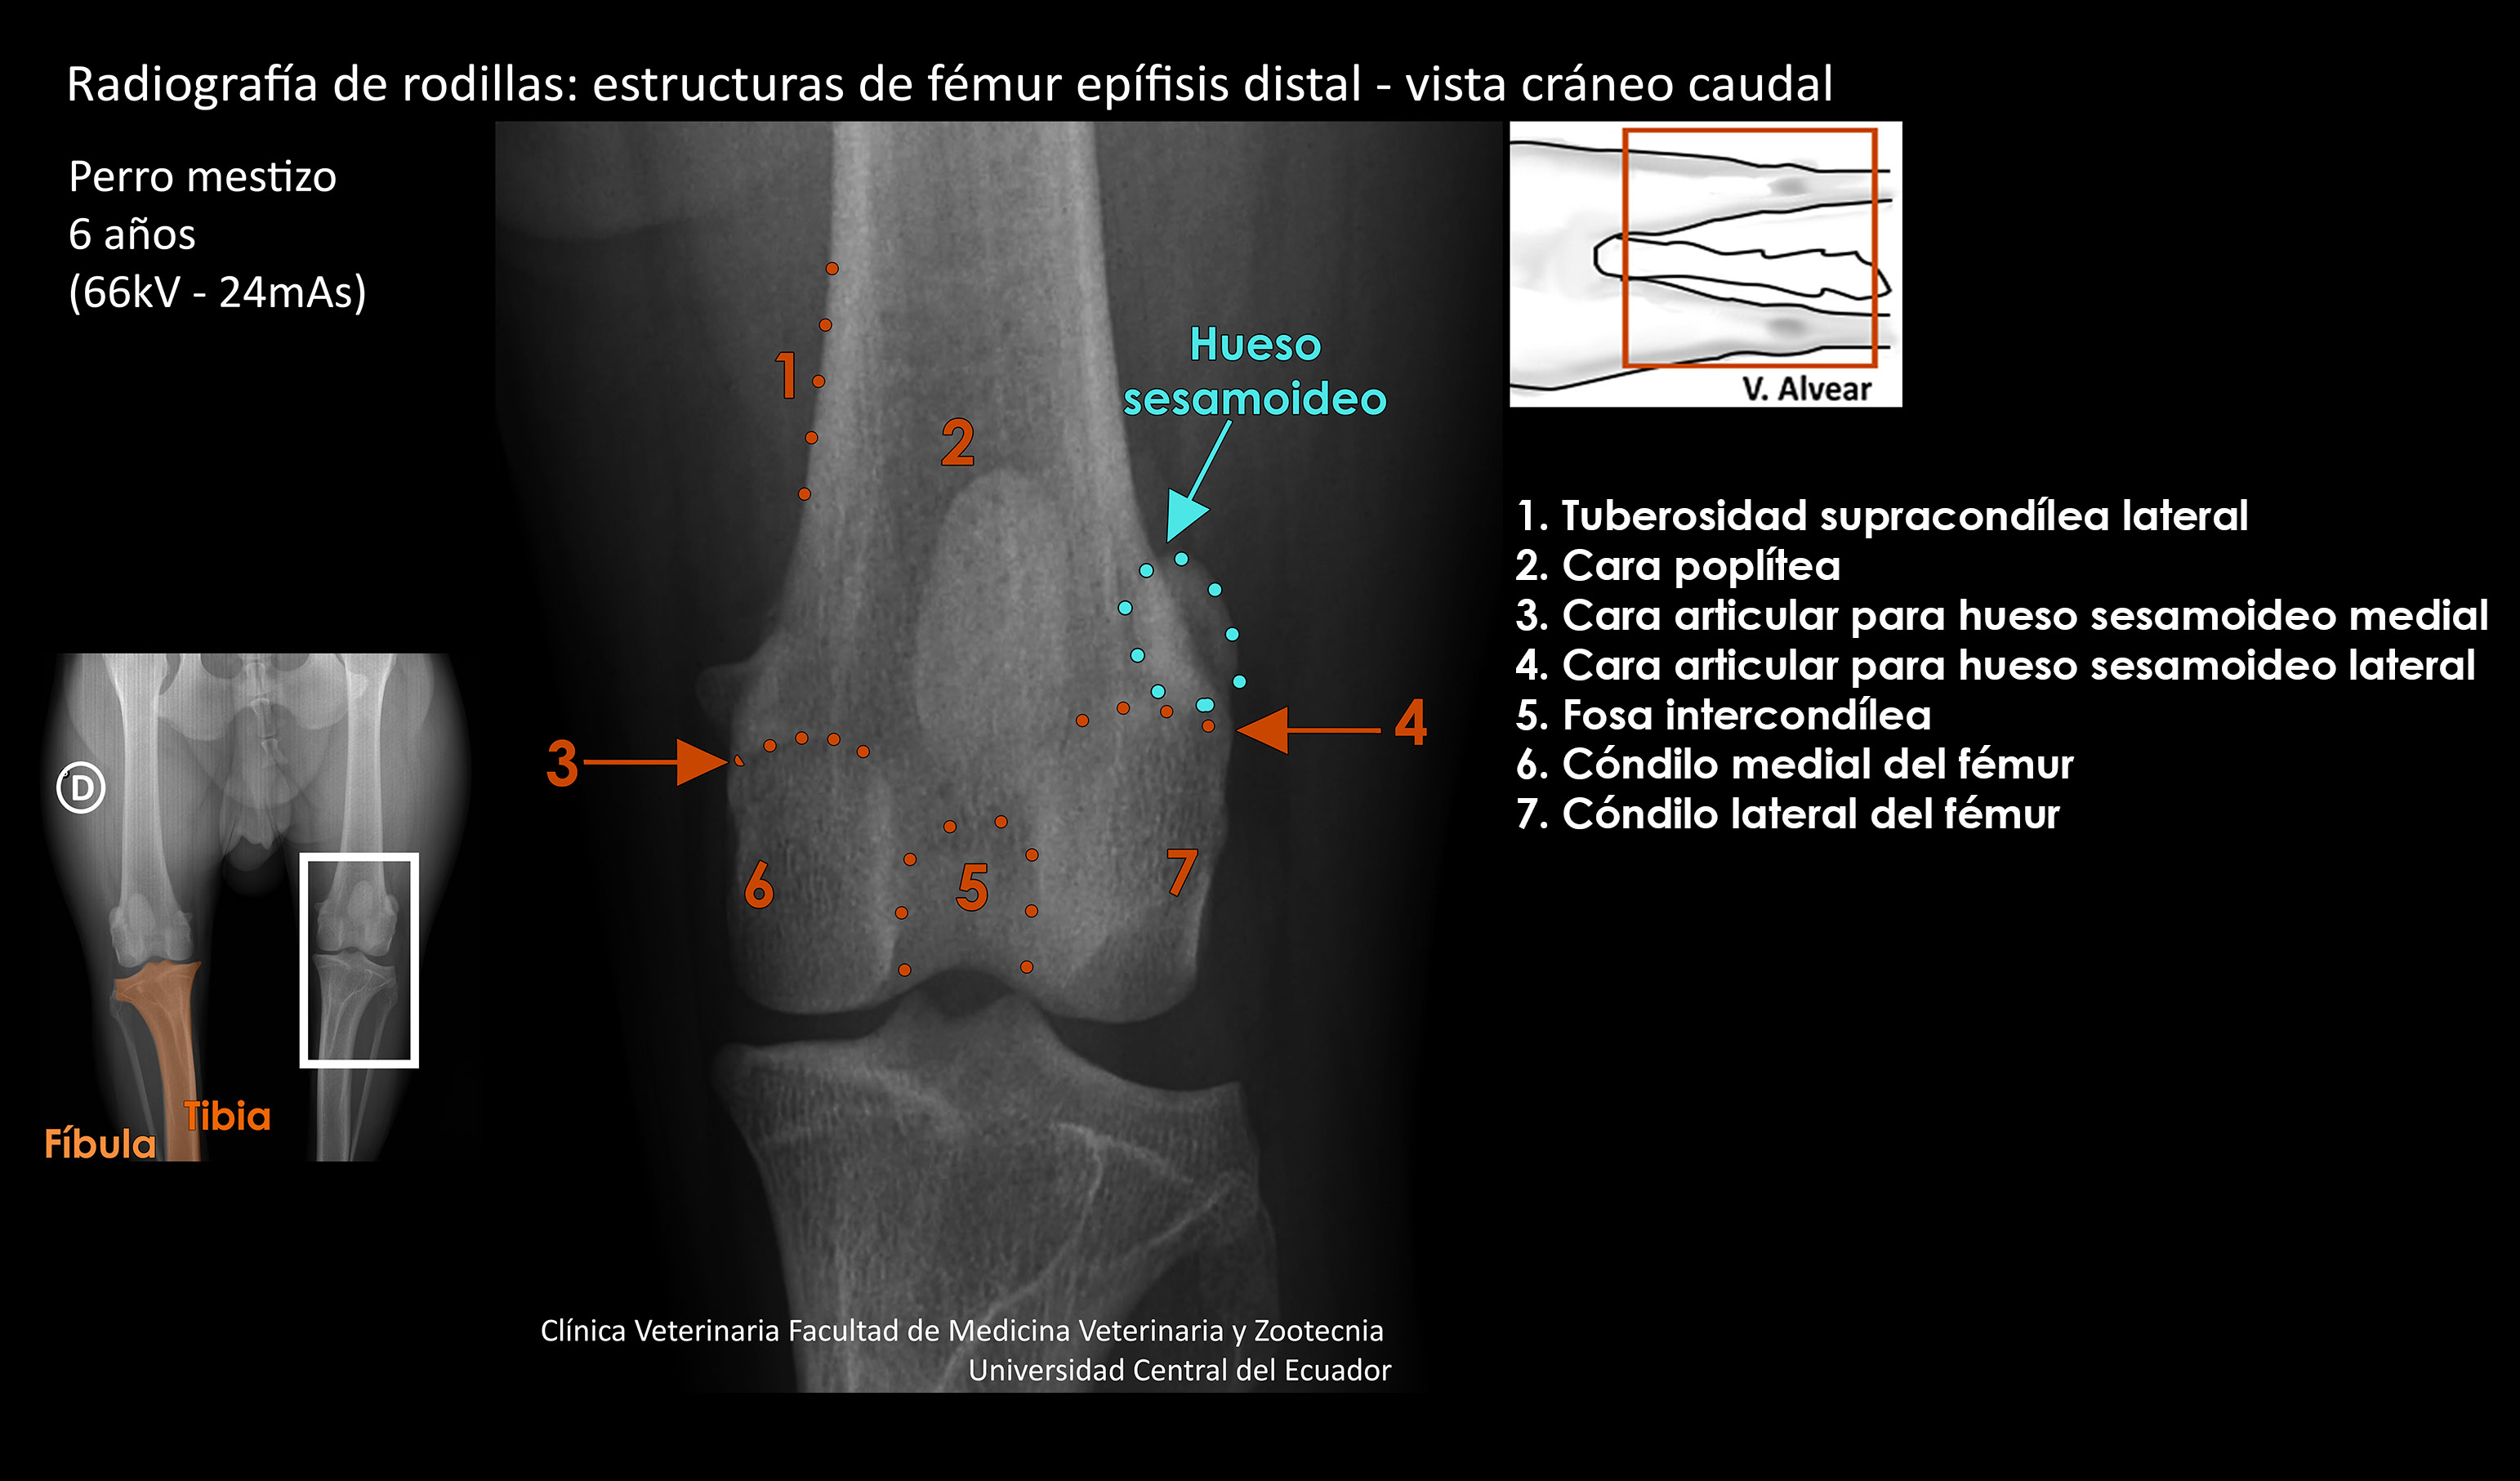 Radiografía de rodillas: estructuras de fémur epífisis distal - vista cráneo caudal
Perro mestizo
6 años
(66kV - 24mAs)
1
2
Hueso
sesamoideo
3
4
5
6
7
V. Alvear
1. Tuberosidad supracondílea lateral
2. Cara poplítea
3. Cara articular para hueso sesamoideo medial
4. Cara articular para hueso sesamoideo lateral
5. Fosa intercondílea
6. Cóndilo medial del fémur
7. Cóndilo lateral del fémur
D
Tibia
Fíbula
Clínica Veterinaria Facultad de Medicina Veterinaria y Zootecnia
Universidad Central del Ecuador